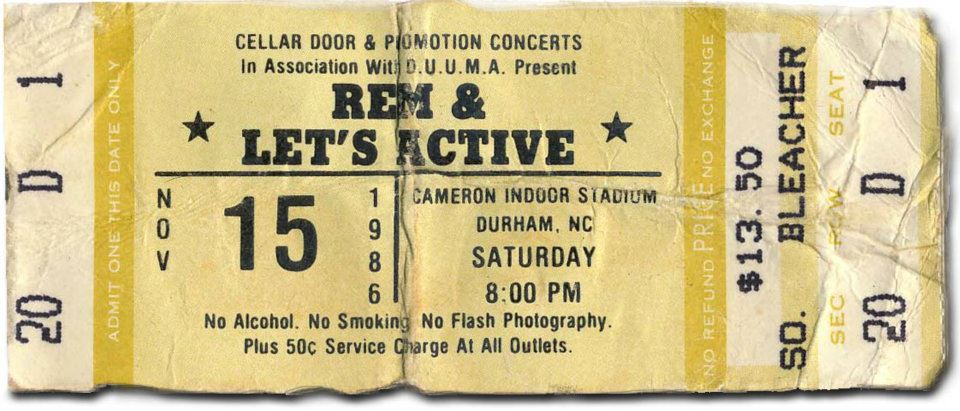 20 D 1
ADMIT ONE THIS DATE ONLY
CELLAR DOOR & PROMOTION CONCERTS
In Association With D.U.U.M.A. Present
REM &
LET'S ACTIVE
NOV
15
1986
CAMERON INDOOR STADIUM
DURHAM, NC
SATURDAY
8:00 PM
No Alcohol. No Smoking No Flash Photography.
Plus 50¢ Service Charge At All Outlets.
NO REFUND PRICE NO EXCHANGE
$13.50
SO. BLEACHER
SEC ROW SEAT
20 D 1